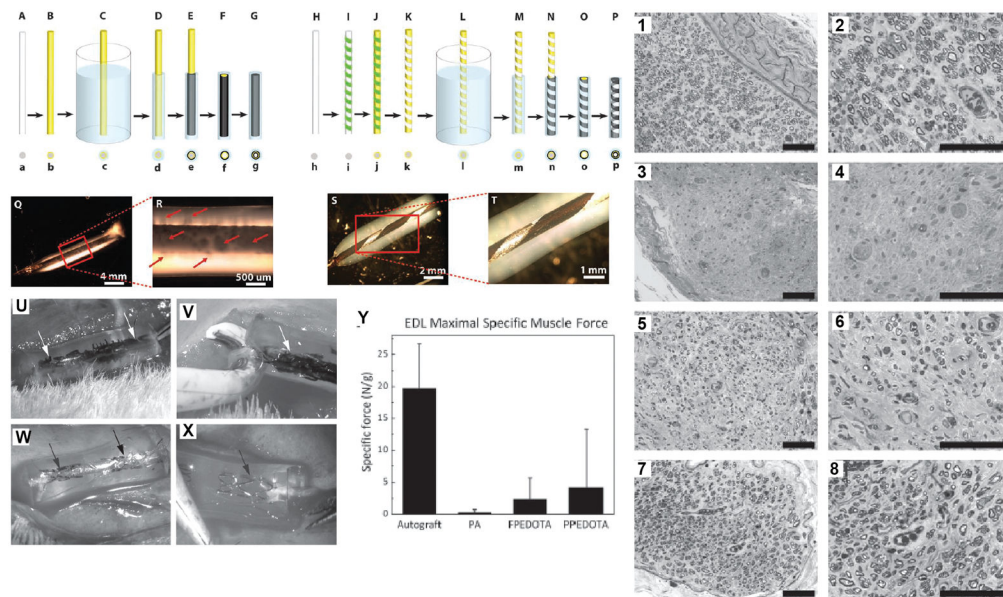 A B C D E F G
H I J K L M N O P
a b c d e f g
h i j k l m n o p
Q
4 mm
R
500 um
S
2 mm
T
1 mm
U
V
W
X
Y
EDL Maximal Specific Muscle Force
Specific force (N/g)
25
20
15
10
5
0
Autograft PA FPEDOTA PPEDOTA
1 2
3 4
5 6
7 8